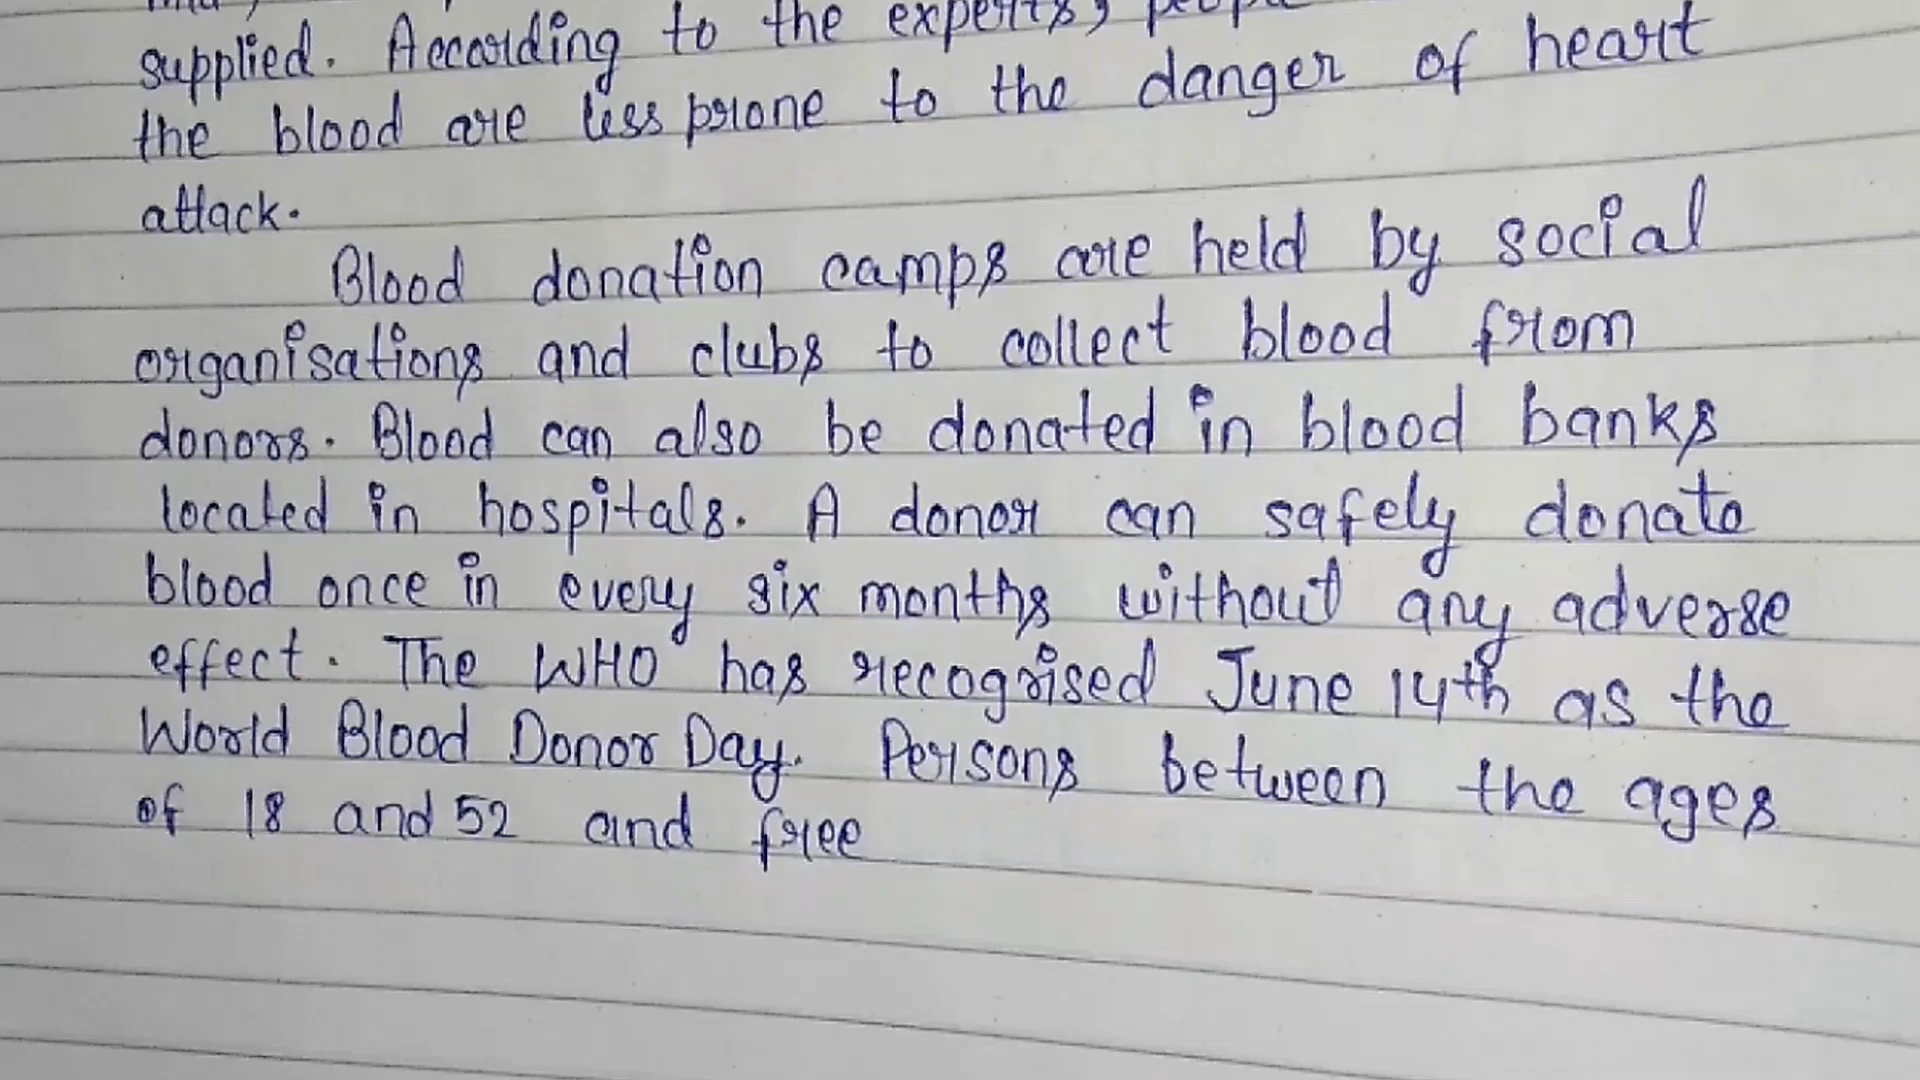 supplied. According to the experts,
the blood are less prone to the danger of heart
attack.
Blood donation camps are held by social
organisations and clubs to collect blood from
donors. Blood can also be donated in blood banks
located in hospitals. A donor can safely donate
blood once in every six months without any adverse
effect. The WHO has recogrised June 14th as the
World Blood Donor Day. Persons between the ages
of 18 and 52 and free